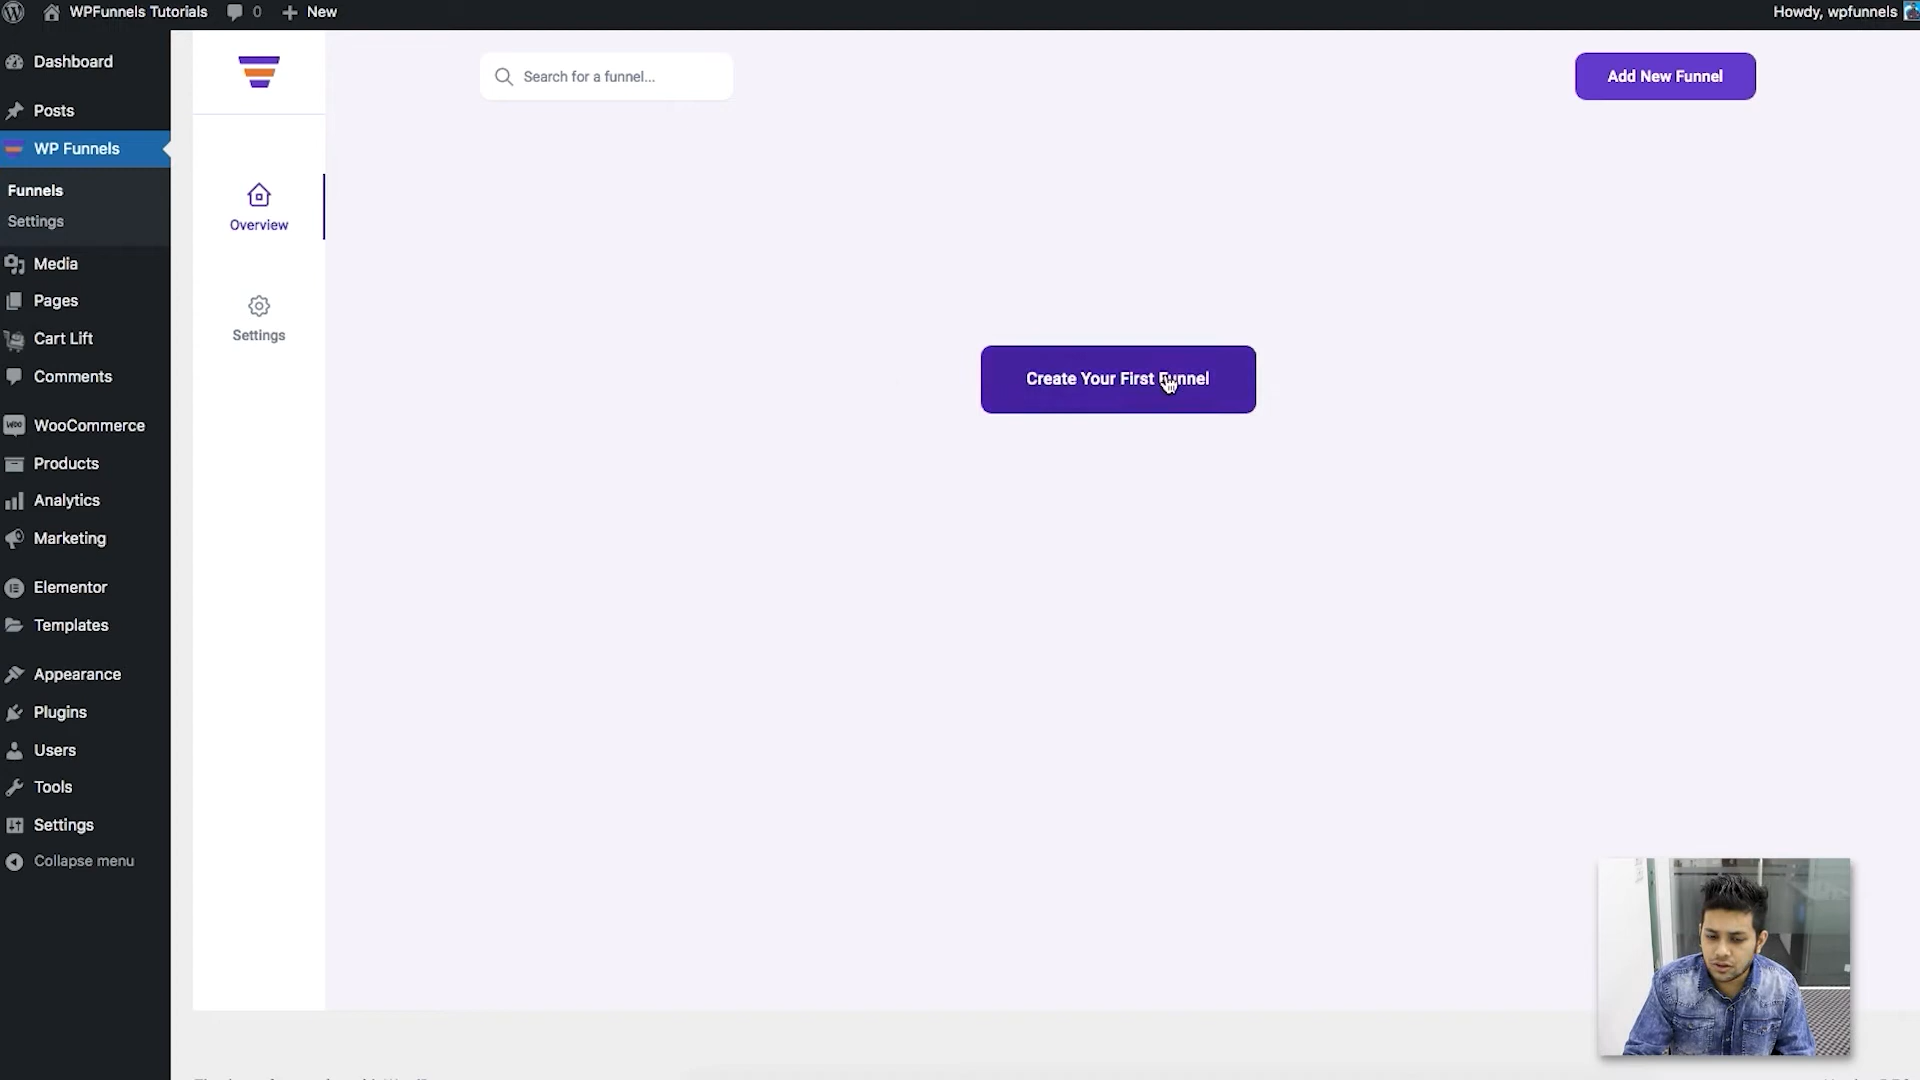 WPFunnels Tutorials
0
New
Howdy, wpfunnels
Dashboard
Posts
WP Funnels
Funnels
Settings
Media
Pages
Cart Lift
Comments
WooCommerce
Products
Analytics
Marketing
Elementor
Templates
Appearance
Plugins
Users
Tools
Settings
Collapse menu
Overview
Settings
Search for a funnel...
Add New Funnel
Create Your First Funnel